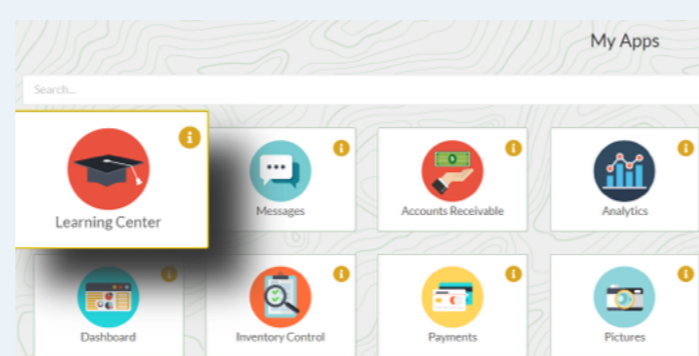 My Apps
Search...
Learning Center
Messages
Accounts Receivable
Analytics
Dashboard
Inventory Control
Payments
Pictures